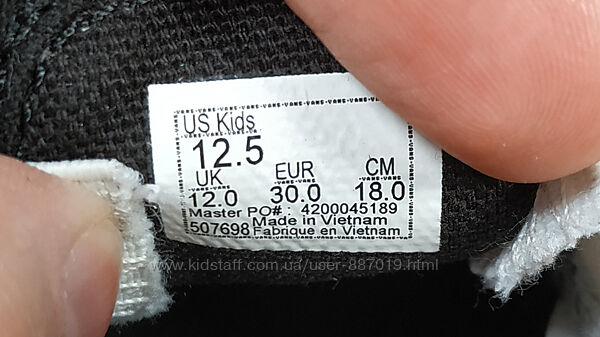 US Kids
12.5
UK EUR CM
12.0 30.0 18.0
Master PO# : 4200045189
Made in Vietnam
507698 Fabrique en Vietnam
www.kidstaff.com.ua/user-887019.html